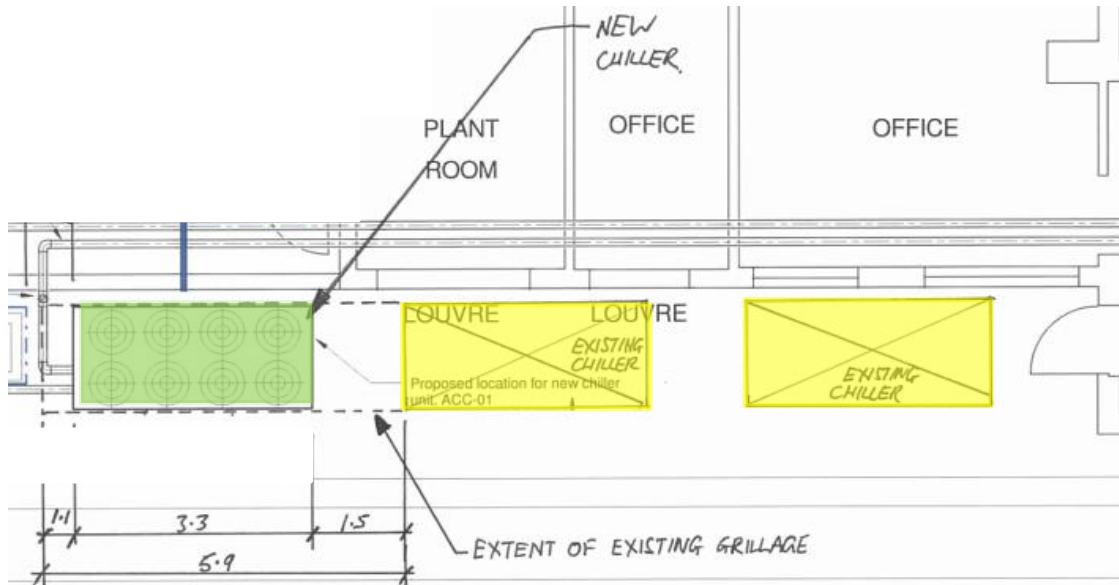 NEW
CHILLER.
PLANT
ROOM
OFFICE
OFFICE
LOUVRE
LOUVRE
EXISTING
CHILLER
Proposed location for new chiller
unit. ACC-01
EXISTING
CHILLER
1.1
3.3
1.5
5.9
EXTENT OF EXISTING GRILLAGE